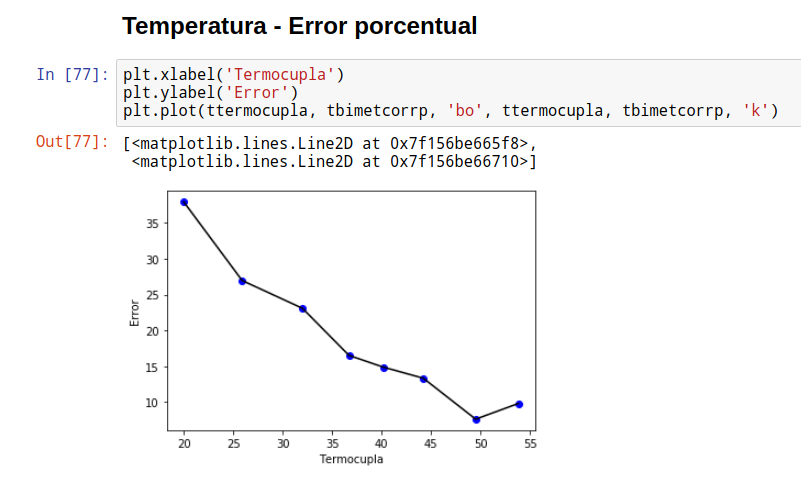 Temperatura - Error porcentual
In [77]: plt.xlabel('Termocupla')
plt.ylabel('Error')
plt.plot(ttermocupla, tbimetcorrp, 'bo', ttermocupla, tbimetcorrp, 'k')
Out[77]: [<matplotlib.lines.Line2D at 0x7f156be665f8>,
<matplotlib.lines.Line2D at 0x7f156be66710>]
35
30
25
20
15
10
Error
20 25 30 35 40 45 50 55
Termocupla